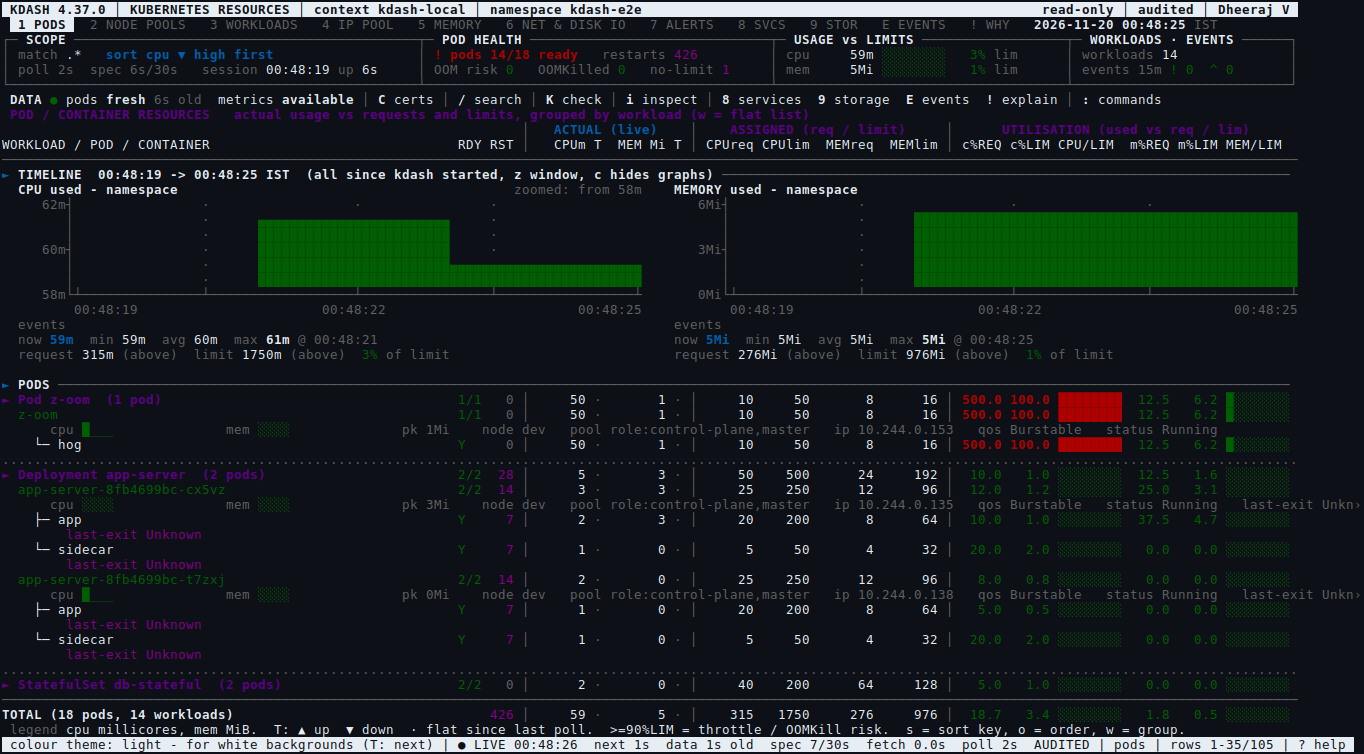 KDASH 4.37.0 │ KUBERNETES RESOURCES │ context kdash-local │ namespace kdash-e2e read-only │ audited │ Dheeraj V
1 PODS 2 NODE POOLS 3 WORKLOADS 4 IP POOL 5 MEMORY 6 NET & DISK IO 7 ALERTS 8 SVCS 9 STOR E EVENTS ! WHY 2026-11-20 00:48:25 IST
SCOPE POD HEALTH USAGE vs LIMITS WORKLOADS · EVENTS
match .* sort cpu ▼ high first │ ! pods 14/18 ready restarts 426 │ cpu 59m 3% lim │ workloads 14
poll 2s spec 6s/30s session 00:48:19 up 6s │ OOM risk 0 OOMKilled 0 no-limit 1 │ mem 5Mi 1% lim │ events 15m ! 0 ^ 0
DATA ● pods fresh 6s old metrics available │ C certs │ / search │ K check │ i inspect │ 8 services 9 storage E events ! explain │ : commands
POD / CONTAINER RESOURCES actual usage vs requests and limits, grouped by workload (w = flat list)
│ ACTUAL (live) │ ASSIGNED (req / limit) │ UTILISATION (used vs req / lim)
WORKLOAD / POD / CONTAINER RDY RST │ CPUm T MEM Mi T │ CPUreq CPUlim MEMreq MEMlim │ c%REQ c%LIM CPU/LIM m%REQ m%LIM MEM/LIM
► TIMELINE 00:48:19 -> 00:48:25 IST (all since kdash started, z window, c hides graphs)
CPU used - namespace zoomed: from 58m MEMORY used - namespace
62m 6Mi
60m 3Mi
58m 0Mi
00:48:19 00:48:22 00:48:25 00:48:19 00:48:22 00:48:25
events events
now 59m min 59m avg 60m max 61m @ 00:48:21 now 5Mi min 5Mi avg 5Mi max 5Mi @ 00:48:25
request 315m (above) limit 1750m (above) 3% of limit request 276Mi (above) limit 976Mi (above) 1% of limit
► PODS
► Pod z-oom (1 pod) 1/1 0 │ 50 · 1 · │ 10 50 8 16 │ 500.0 100.0 12.5 6.2
z-oom 1/1 0 │ 50 · 1 · │ 10 50 8 16 │ 500.0 100.0 12.5 6.2
cpu mem pk 1Mi node dev pool role:control-plane,master ip 10.244.0.153 qos Burstable status Running
└─ hog Y 0 │ 50 · 1 · │ 10 50 8 16 │ 500.0 100.0 12.5 6.2
► Deployment app-server (2 pods) 2/2 28 │ 5 · 3 · │ 50 500 24 192 │ 10.0 1.0 12.5 1.6
app-server-8fb4699bc-cx5vz 2/2 14 │ 3 · 3 · │ 25 250 12 96 │ 12.0 1.2 25.0 3.1
cpu mem pk 3Mi node dev pool role:control-plane,master ip 10.244.0.135 qos Burstable status Running last-exit Unkn›
├─ app Y 7 │ 2 · 3 · │ 20 200 8 64 │ 10.0 1.0 37.5 4.7
last-exit Unknown
└─ sidecar Y 7 │ 1 · 0 · │ 5 50 4 32 │ 20.0 2.0 0.0 0.0
last-exit Unknown
app-server-8fb4699bc-t7zxj 2/2 14 │ 2 · 0 · │ 25 250 12 96 │ 8.0 0.8 0.0 0.0
cpu mem pk 0Mi node dev pool role:control-plane,master ip 10.244.0.138 qos Burstable status Running last-exit Unkn›
├─ app Y 7 │ 1 · 0 · │ 20 200 8 64 │ 5.0 0.5 0.0 0.0
last-exit Unknown
└─ sidecar Y 7 │ 1 · 0 · │ 5 50 4 32 │ 20.0 2.0 0.0 0.0
last-exit Unknown
► StatefulSet db-stateful (2 pods) 2/2 0 │ 2 · 0 · │ 40 200 64 128 │ 5.0 1.0 0.0 0.0
TOTAL (18 pods, 14 workloads) 426 │ 59 · 5 · │ 315 1750 276 976 │ 18.7 3.4 1.8 0.5
legend cpu millicores, mem MiB. T: ▲ up ▼ down · flat since last poll. >=90%LIM = throttle / OOMKill risk. s = sort key, o = order, w = group.
colour theme: light - for white backgrounds (T: next) | ● LIVE 00:48:26 next 1s data 1s old spec 7/30s fetch 0.0s poll 2s AUDITED | pods | rows 1-35/105 | ? help